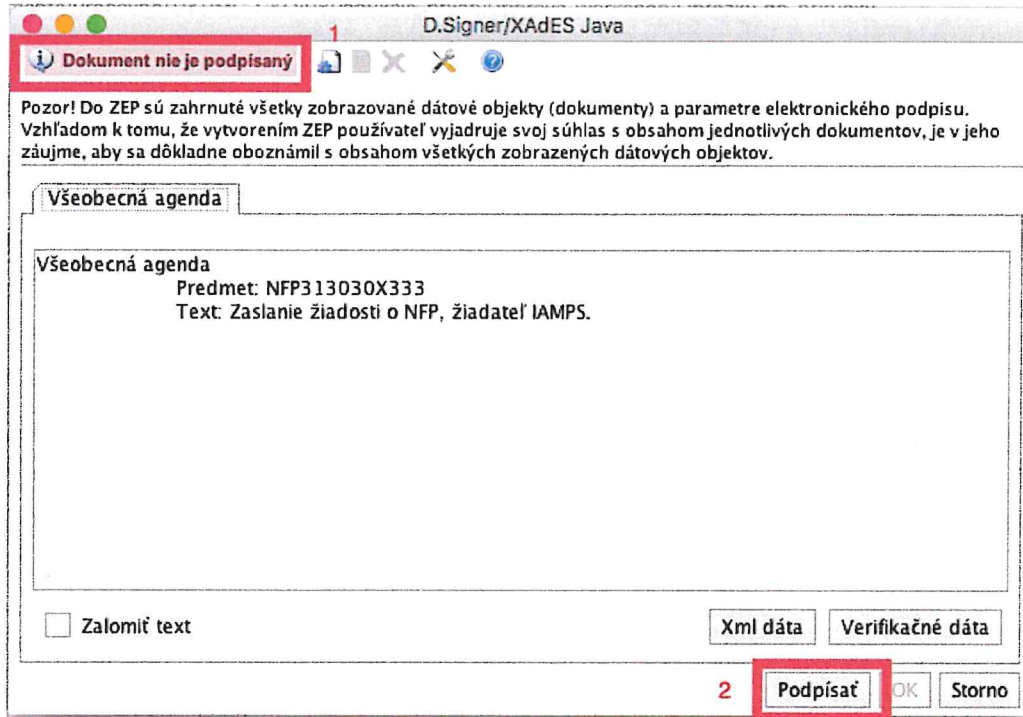 D.Signer/XAdES Java
1
Dokument nie je podpísaný
Pozor! Do ZEP sú zahrnuté všetky zobrazované dátové objekty (dokumenty) a parametre elektronického podpisu.
Vzhľadom k tomu, že vytvorením ZEP používateľ vyjadruje svoj súhlas s obsahom jednotlivých dokumentov, je v jeho
záujme, aby sa dôkladne oboznámil s obsahom všetkých zobrazených dátových objektov.
Všeobecná agenda
Všeobecná agenda
Predmet: NFP313030X333
Text: Zaslanie žiadosti o NFP, žiadateľ IAMPS.
Zalomiť text
Xml dáta
Verifikačné dáta
2
Podpísať
OK
Storno